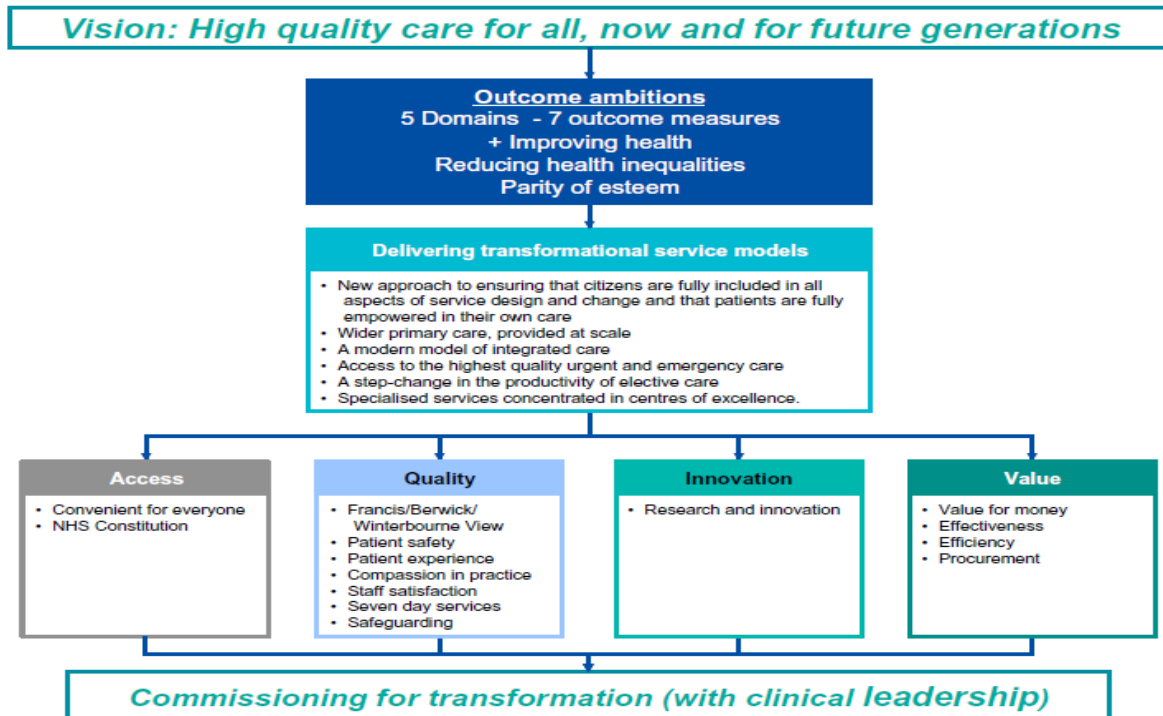 Vision: High quality care for all, now and for future generations
Outcome ambitions
5 Domains - 7 outcome measures
+ Improving health
Reducing health inequalities
Parity of esteem
Delivering transformational service models
• New approach to ensuring that citizens are fully included in all
aspects of service design and change and that patients are fully
empowered in their own care
• Wider primary care, provided at scale
• A modern model of integrated care
• Access to the highest quality urgent and emergency care
• A step-change in the productivity of elective care
• Specialised services concentrated in centres of excellence.
Access
• Convenient for everyone
• NHS Constitution
Quality
• Francis/Berwick/
Winterbourne View
• Patient safety
• Patient experience
• Compassion in practice
• Staff satisfaction
• Seven day services
• Safeguarding
Innovation
• Research and innovation
Value
• Value for money
• Effectiveness
• Efficiency
• Procurement
Commissioning for transformation (with clinical leadership)